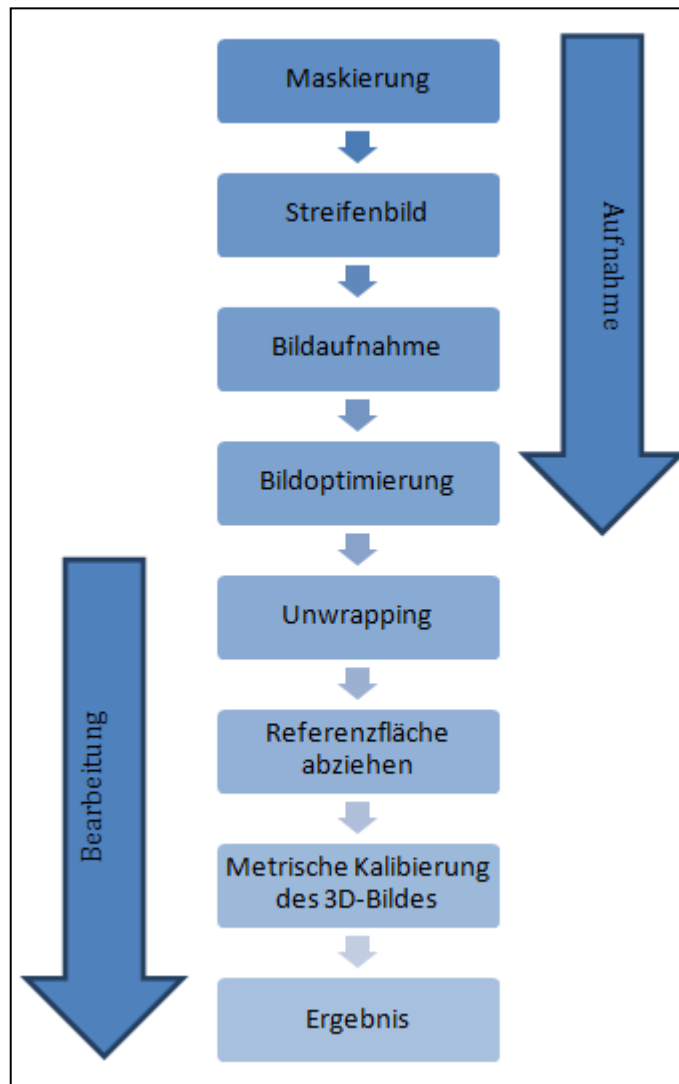 Maskierung
Streifenbild
Bildaufnahme
Bildoptimierung
Unwrapping
Referenzfläche
abziehen
Metrische Kalibierung
des 3D-Bildes
Ergebnis
Aufnahme
Bearbeitung